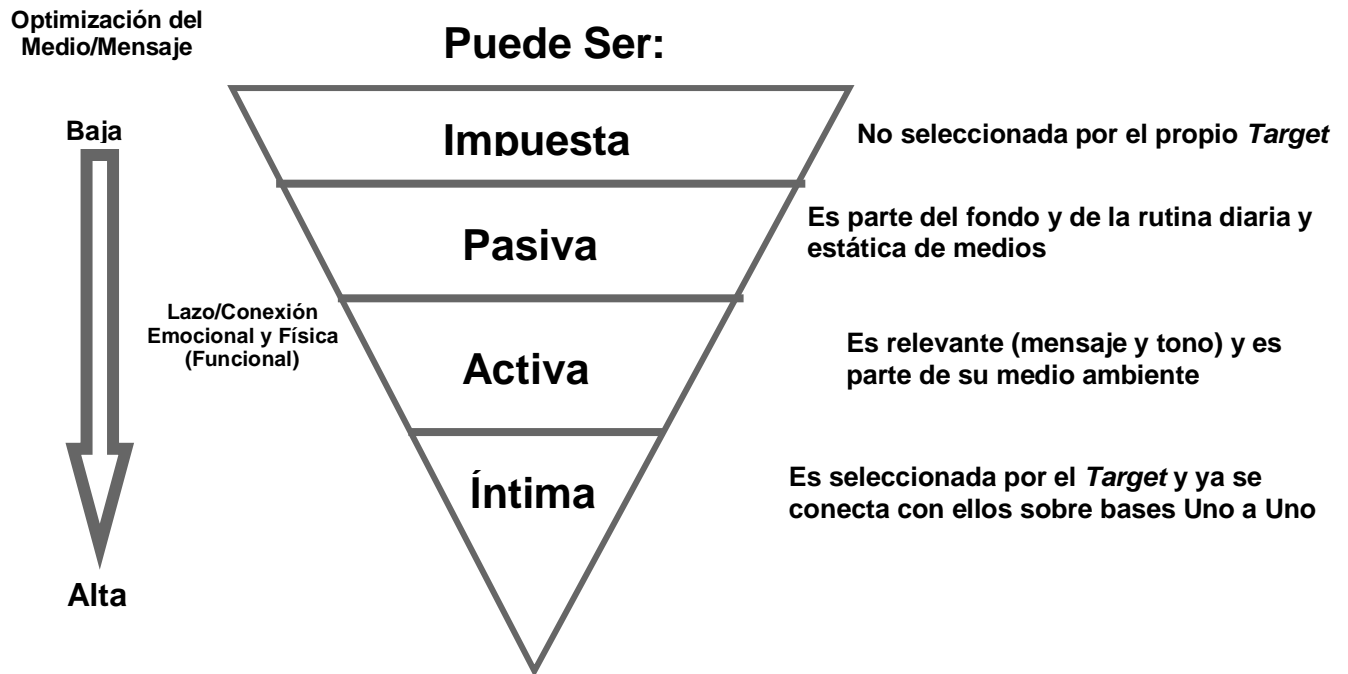 Optimización del
Medio/Mensaje
Puede Ser:
Baja
Impuesta
No seleccionada por el propio Target
Pasiva
Es parte del fondo y de la rutina diaria y
estática de medios
Lazo/Conexión
Emocional y Física
(Funcional)
Activa
Es relevante (mensaje y tono) y es
parte de su medio ambiente
Íntima
Es seleccionada por el Target y ya se
conecta con ellos sobre bases Uno a Uno
Alta